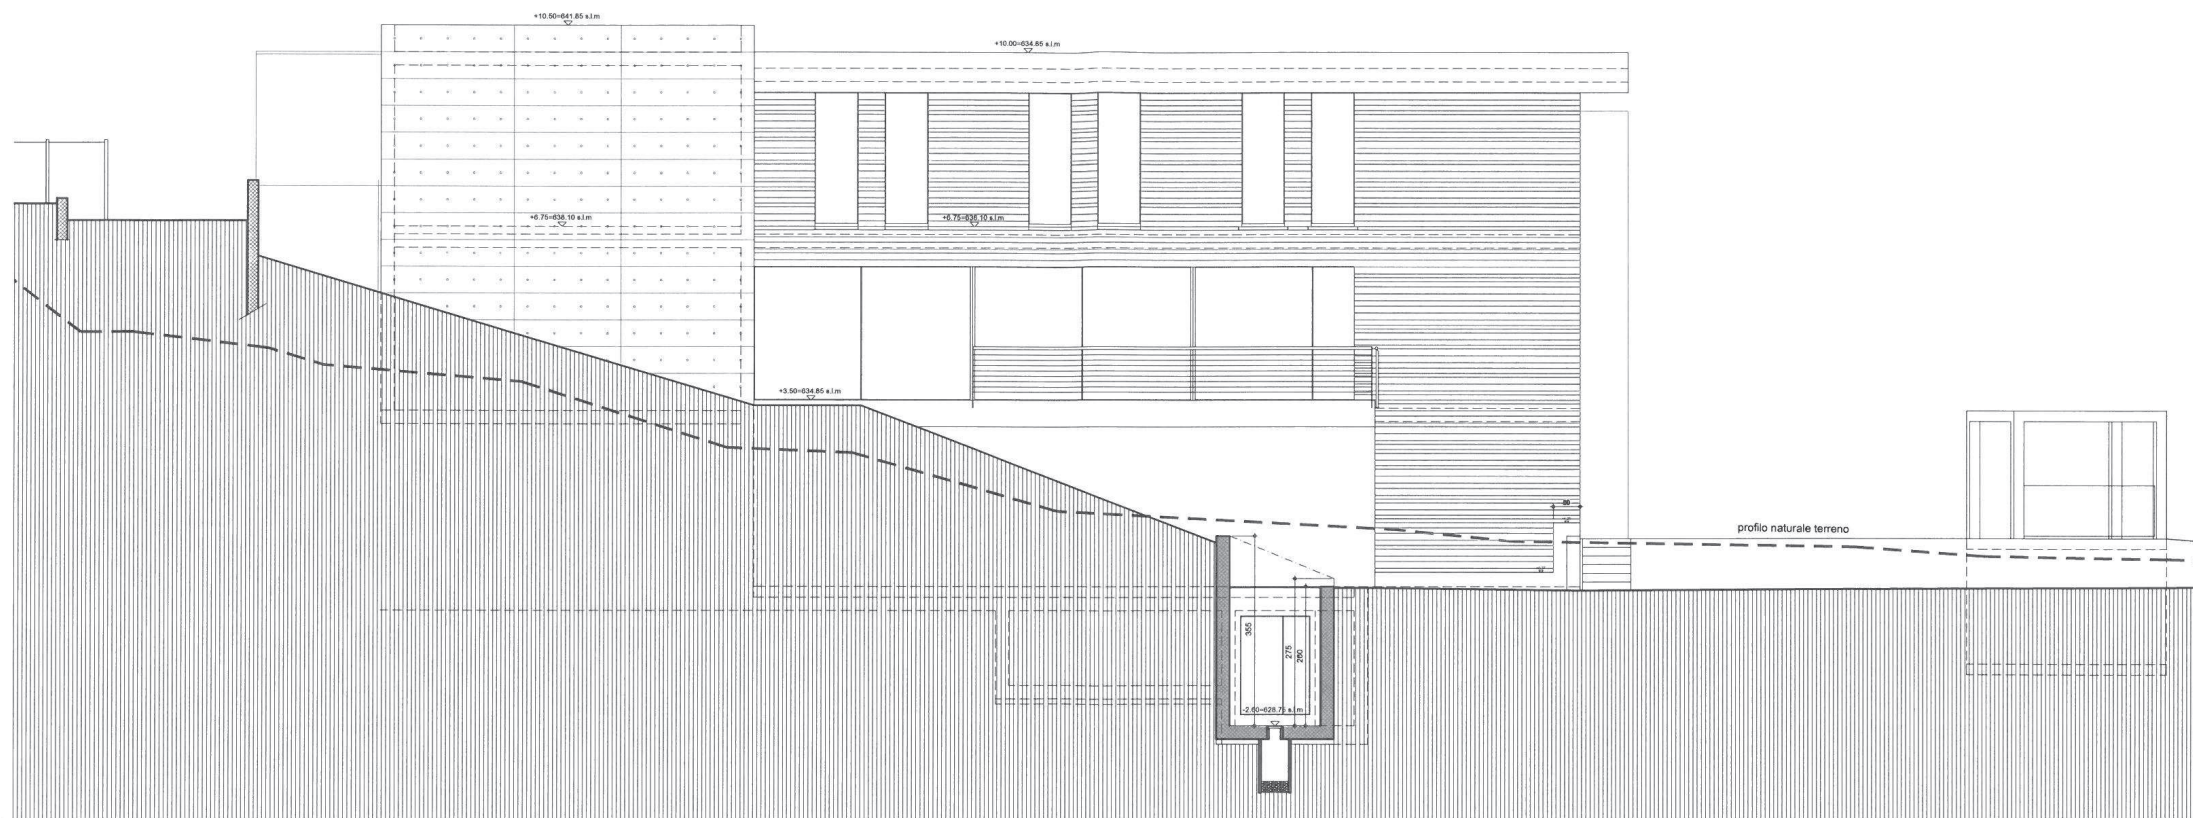 +10.50=641.85 s.l.m
+10.00=634.85 s.l.m
+6.75=638.10 s.l.m
+6.75=638.10 s.l.m
+3.50=634.85 s.l.m
profilo naturale terreno
355
275
260
-2.60=628.75 s.l.m